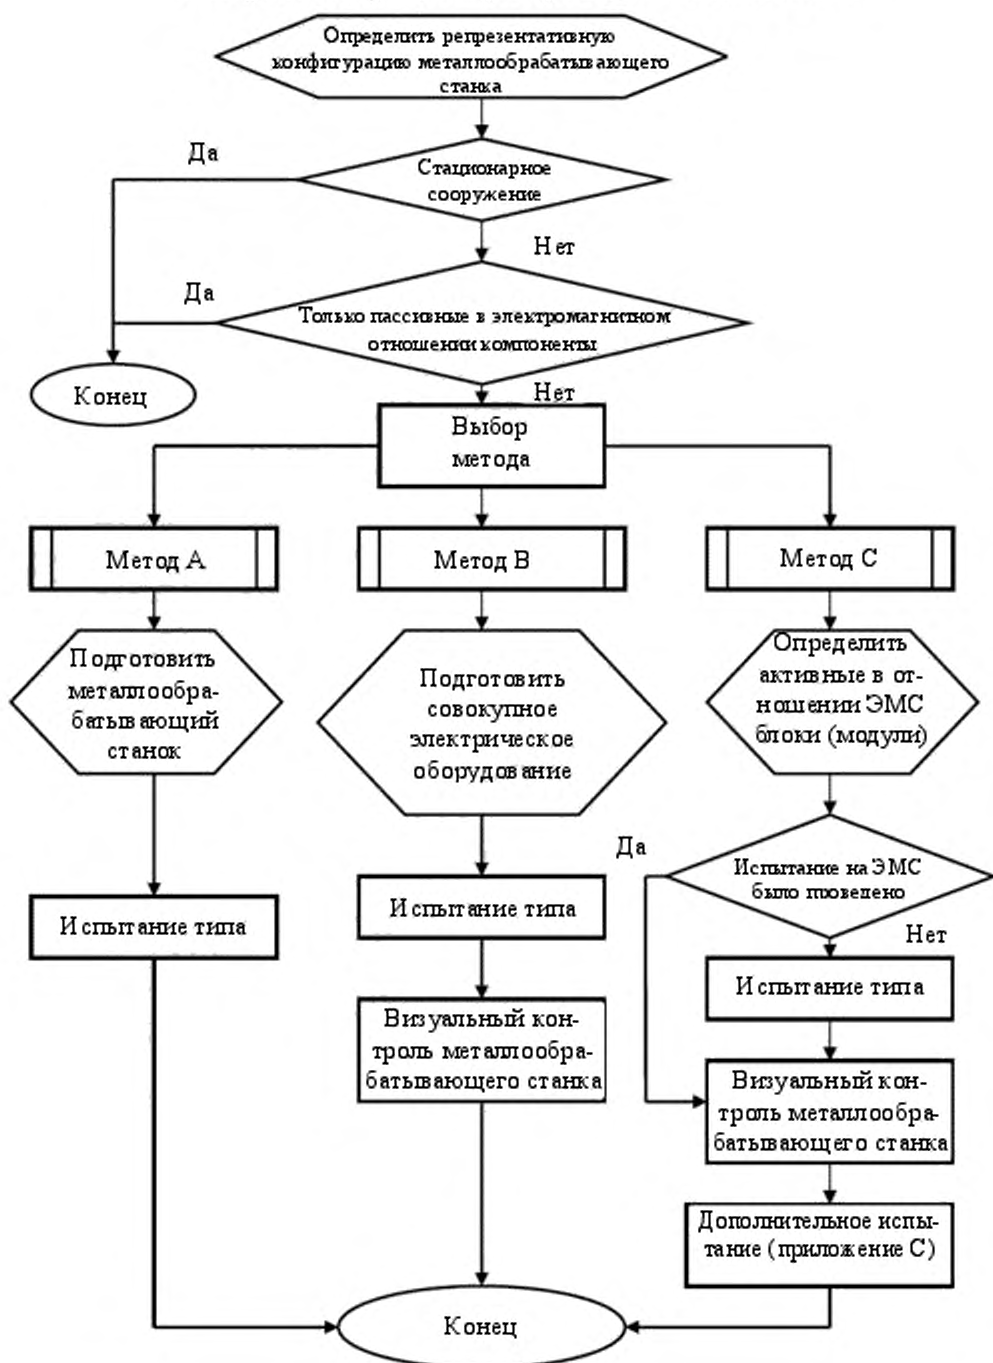 Определить репрезентативную
конфигурацию металлообрабатывающего
станка
Да
Стационарное
сооружение
Нет
Да
Только пассивные в электромагнитном
отношении компоненты
Конец
Нет
Выбор
метода
Метод А
Метод В
Метод С
Подготовить
металлообра-
батывающий
станок
Подготовить
совокупное
электрическое
оборудование
Определить
активные в от-
ношении ЭМС
блоки (модули)
Да
Испытание на ЭМС
было проведено
Нет
Испытание типа
Испытание типа
Испытание типа
Визуальный кон-
троль металлообра-
батывающего станка
Визуальный кон-
троль металлообра-
батывающего станка
Дополнительное испы-
тание (приложение С)
Конец